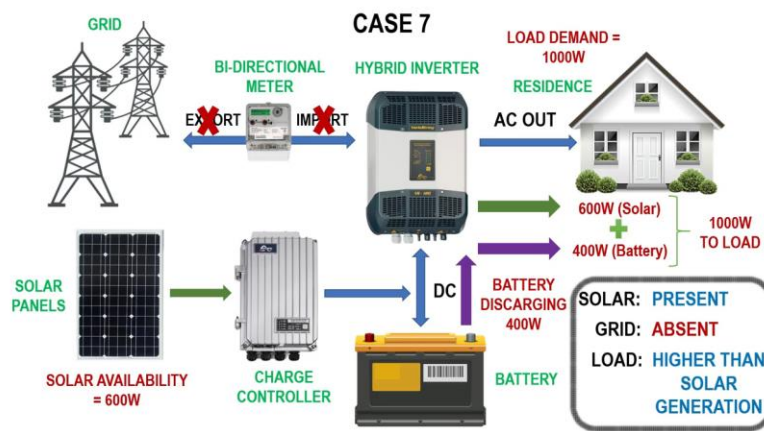 CASE 7
GRID
BI-DIRECTIONAL
METER
HYBRID INVERTER
LOAD DEMAND =
1000W
RESIDENCE
EXPORT
IMPORT
AC OUT
600W (Solar)
400W (Battery)
1000W
TO LOAD
SOLAR
PANELS
DC
BATTERY
DISCARGING
400W
SOLAR AVAILABILITY
= 600W
CHARGE
CONTROLLER
BATTERY
SOLAR: PRESENT
GRID: ABSENT
LOAD: HIGHER THAN
SOLAR
GENERATION